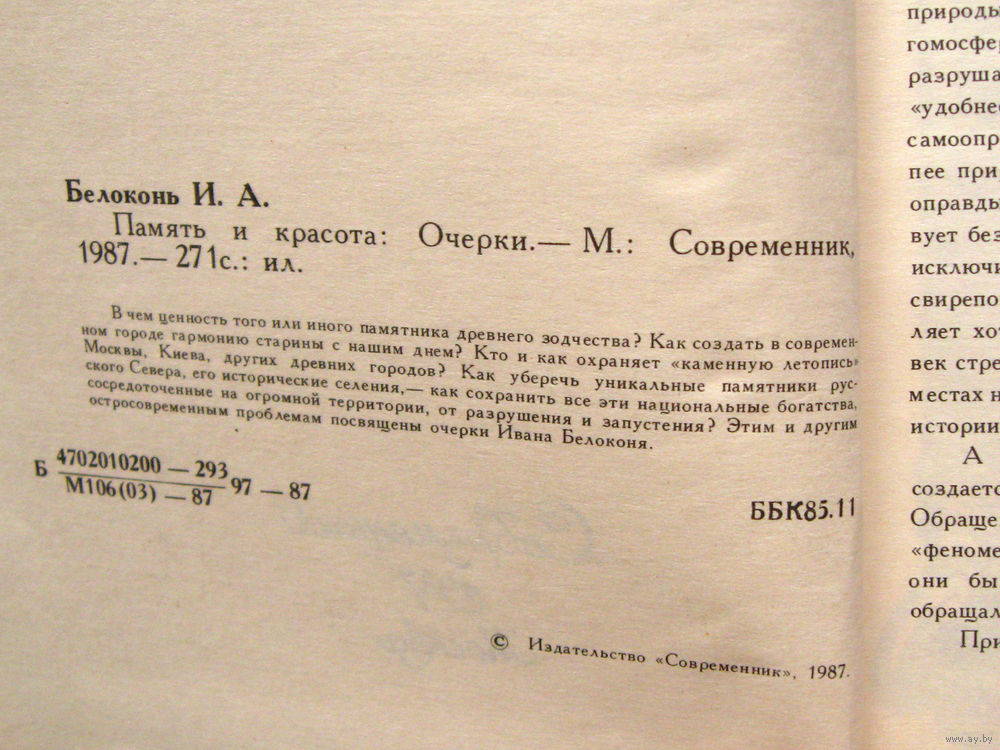 Белоконь И. А.
Память и красота: Очерки.— М.: Современник,
1987.— 271с.: ил.
В чем ценность того или иного памятника древнего зодчества? Как создать в современ-
ном городе гармонию старины с нашим днем? Кто и как охраняет «каменную летопись»
Москвы, Киева, других древних городов? Как уберечь уникальные памятники рус-
ского Севера, его исторические селения,— как сохранить все эти национальные богатства,
сосредоточенные на огромной территории, от разрушения и запустения? Этим и другим
остросовременным проблемам посвящены очерки Ивана Белоконя.
Б 4702010200 — 293
М106(03) — 87
97 — 87
ББК85.11
© Издательство «Современник», 1987.
природы
гомосфер
разруша
«удобнее
самоопр
пее при
оправды
вует без
исключи
свирепо
ляет хо
век стре
местах н
истории
А
создаетс
Обраще
«феноме
они бы
обращал
При
www.ay.by